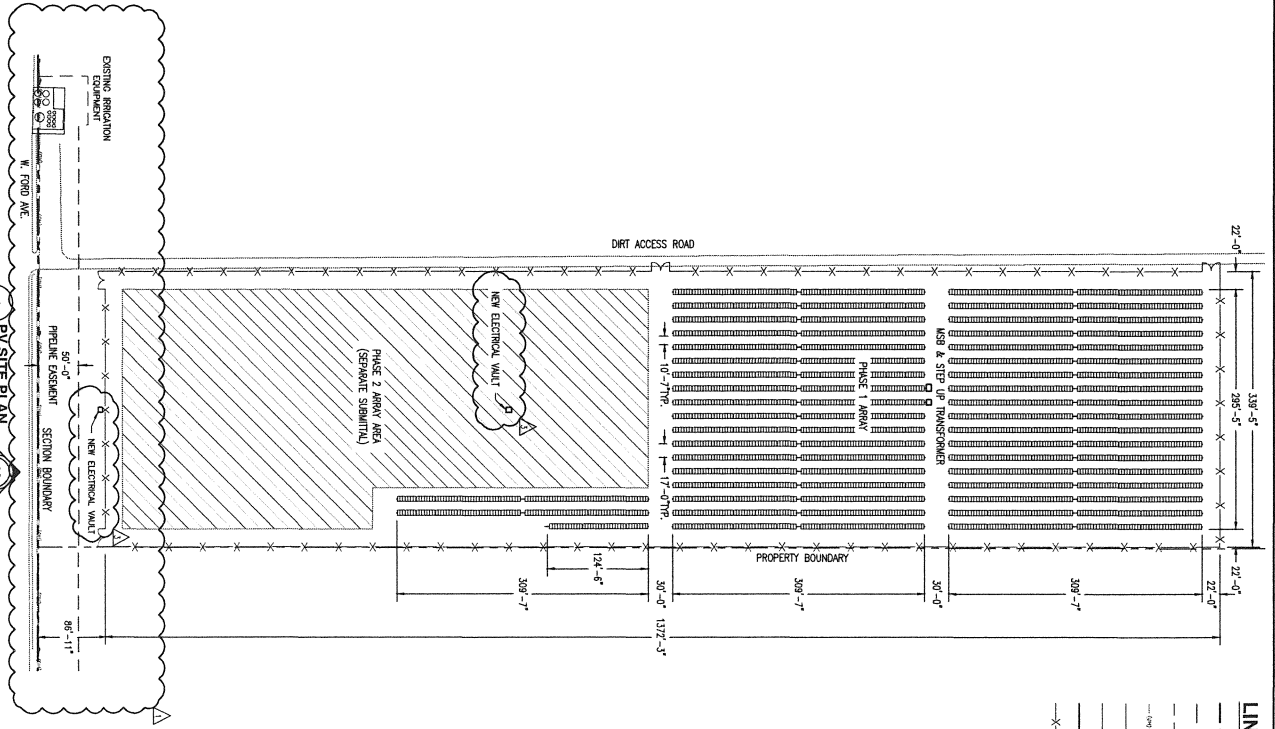 EXISTING IRRIGATION
EQUIPMENT
W. FORD AVE.
DIRT ACCESS ROAD
22'-0"
339'-5"
295'-5"
22'-0"
22'-0"
NEW ELECTRICAL VAULT
3
PHASE 2 ARRAY AREA
(SEPARATE SUBMITTAL)
10'-7" TYP.
17'-0" TYP.
PHASE 1 ARRAY
MSB & STEP UP TRANSFORMER
PROPERTY BOUNDARY
124'-6"
309'-7"
30'-0"
309'-7"
30'-0"
309'-7"
1372'-3"
86'-11"
50'-0"
PIPELINE EASEMENT
SECTION BOUNDARY
NEW ELECTRICAL VAULT
1
PV SITE PLAN
LIN